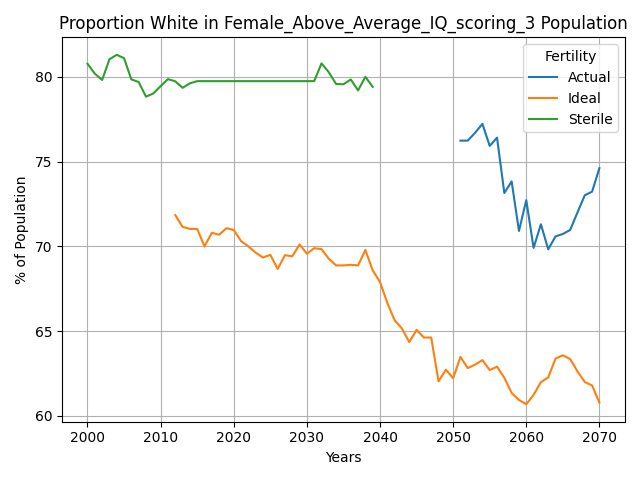 Proportion White in Female_Above_Average_IQ_scoring_3 Population
Fertility
Actual
Ideal
Sterile
% of Population
80
75
70
65
60
2000 2010 2020 2030 2040 2050 2060 2070
Years